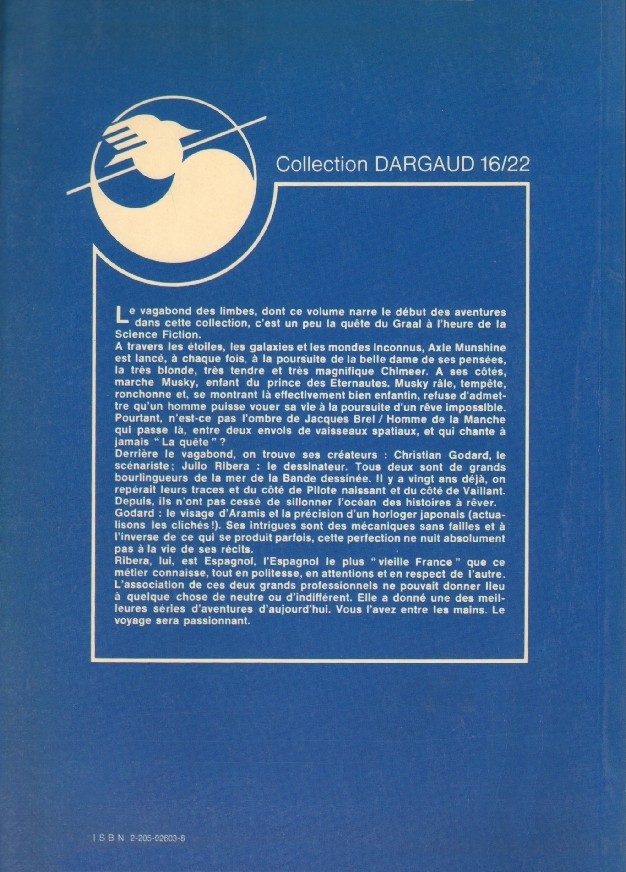 Collection DARGAUD 16/22
Le vagabond des limbes, dont ce volume narre le début des aventures
dans cette collection, c'est un peu la quête du Graal à l'heure de la
Science Fiction.
A travers les étoiles, les galaxies et les mondes inconnus, Axle Munshine
est lancé, à chaque fois, à la poursuite de la belle dame de ses pensées,
la très blonde, très tendre et très magnifique Chimeer. A ses côtés,
marche Musky, enfant du prince des Eternautes. Musky râle, tempête,
ronchonne et, se montrant là effectivement bien enfantin, refuse d'admet-
tre qu'un homme puisse vouer sa vie à la poursuite d'un rêve impossible.
Pourtant, n'est-ce pas l'ombre de Jacques Brel / Homme de la Manche
qui passe là, entre deux envols de vaisseaux spatiaux, et qui chante à
jamais “ La quête ” ?
Derrière le vagabond, on trouve ses créateurs : Christian Godard, le
scénariste ; Julio Ribera : le dessinateur. Tous deux sont de grands
bourlingueurs de la mer de la Bande dessinée. Il y a vingt ans déjà, on
repérait leurs traces et du côté de Pilote naissant et du côté de Vaillant.
Depuis, ils n'ont pas cessé de sillonner l'océan des histoires à rêver.
Godard : le visage d'Aramis et la précision d'un horloger japonais (actua-
lisons les clichés !). Ses intrigues sont des mécaniques sans failles et à
l'inverse de ce qui se produit parfois, cette perfection ne nuit absolument
pas à la vie de ses récits.
Ribera, lui, est Espagnol, l'Espagnol le plus “ vieille France ” que ce
métier connaisse, tout en politesse, en attentions et en respect de l'autre.
L'association de ces deux grands professionnels ne pouvait donner lieu
à quelque chose de neutre ou d'indifférent. Elle a donné une des meil-
leures séries d'aventures d'aujourd'hui. Vous l'avez entre les mains. Le
voyage sera passionnant.
ISBN 2-205-02603-8